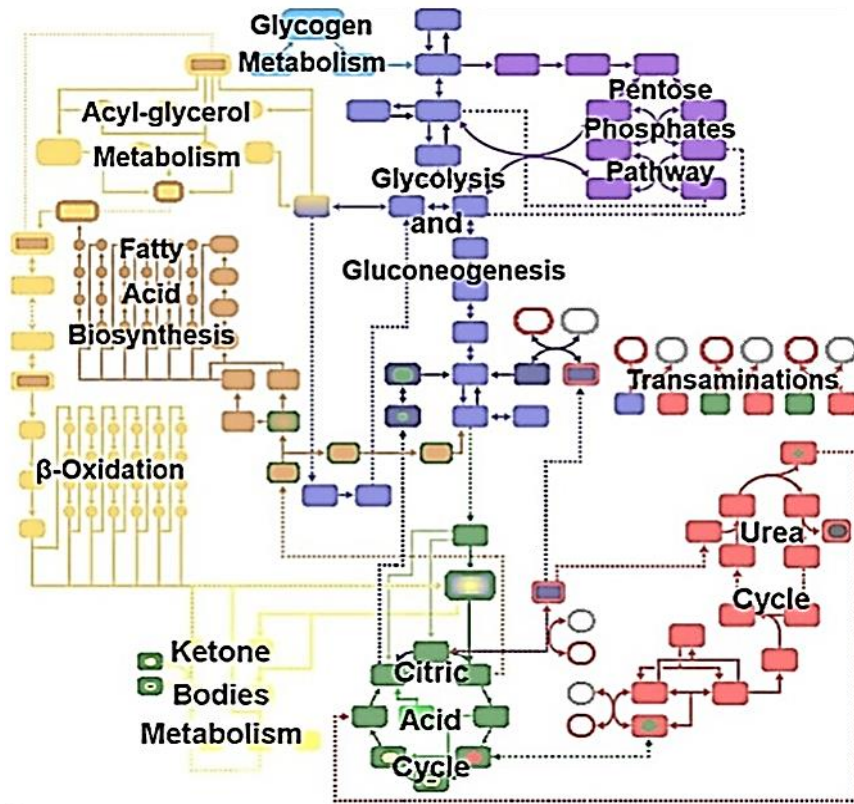 Glycogen
Metabolism
Pentose
Phosphates
Pathway
Acyl-glycerol
Metabolism
Glycolysis
and
Gluconeogenesis
Fatty
Acid
Biosynthesis
Transaminations
β-Oxidation
Urea
Cycle
Ketone
Bodies
Metabolism
Citric
Acid
Cycle